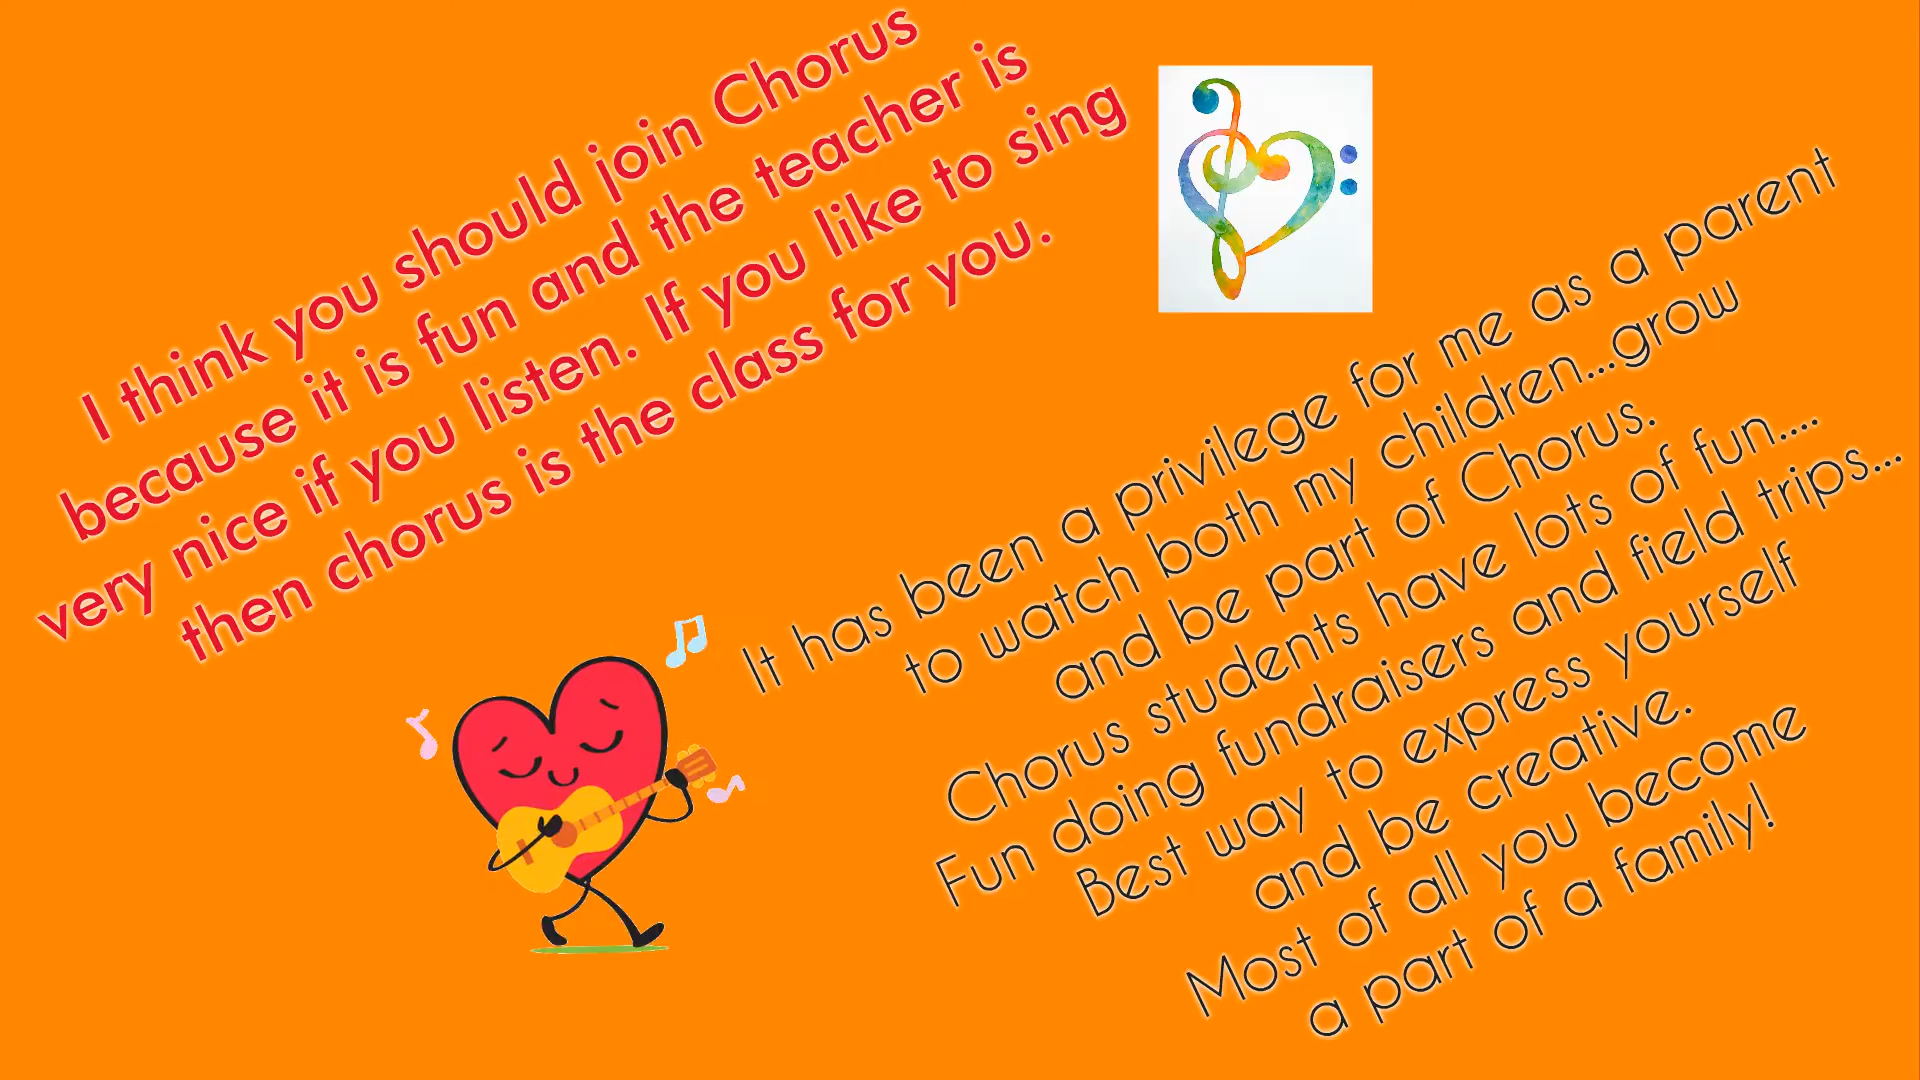 I think you should join Chorus
because it is fun and the teacher is
very nice if you listen. If you like to sing
then chorus is the class for you.
It has been a privilege for me as a parent
to watch both my children...grow
and be part of Chorus.
Chorus students have lots of fun....
Fun doing fundraisers and field trips...
Best way to express yourself
and be creative.
Most of all you become
a part of a family!